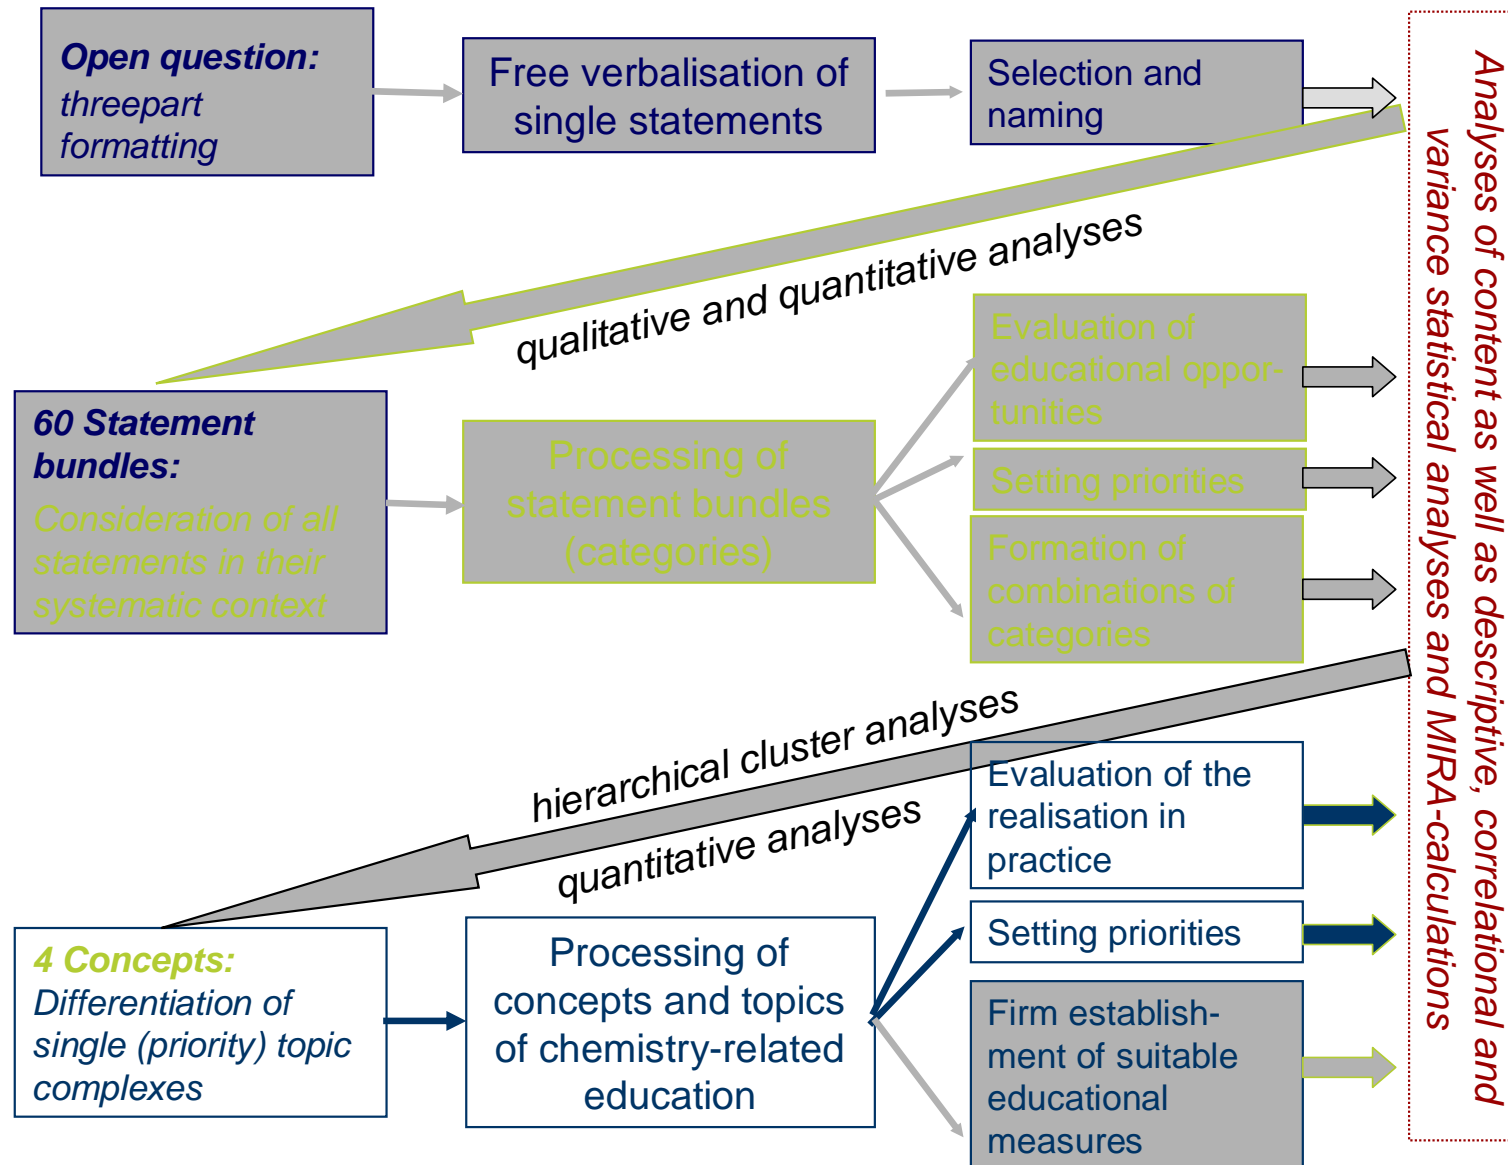 Open question:
threepart
formatting
Free verbalisation of
single statements
Selection and
naming
qualitative and quantitative analyses
60 Statement
bundles:
Consideration of all
statements in their
systematic context
Processing of
statement bundles
(categories)
Evaluation of
educational oppor-
tunities
Setting priorities
Formation of
combinations of
categories
hierarchical cluster analyses
quantitative analyses
4 Concepts:
Differentiation of
single (priority) topic
complexes
Processing of
concepts and topics
of chemistry-related
education
Evaluation of the
realisation in
practice
Setting priorities
Firm establish-
ment of suitable
educational
measures
Analyses of content as well as descriptive, correlational and
variance statistical analyses and MIRA-calculations